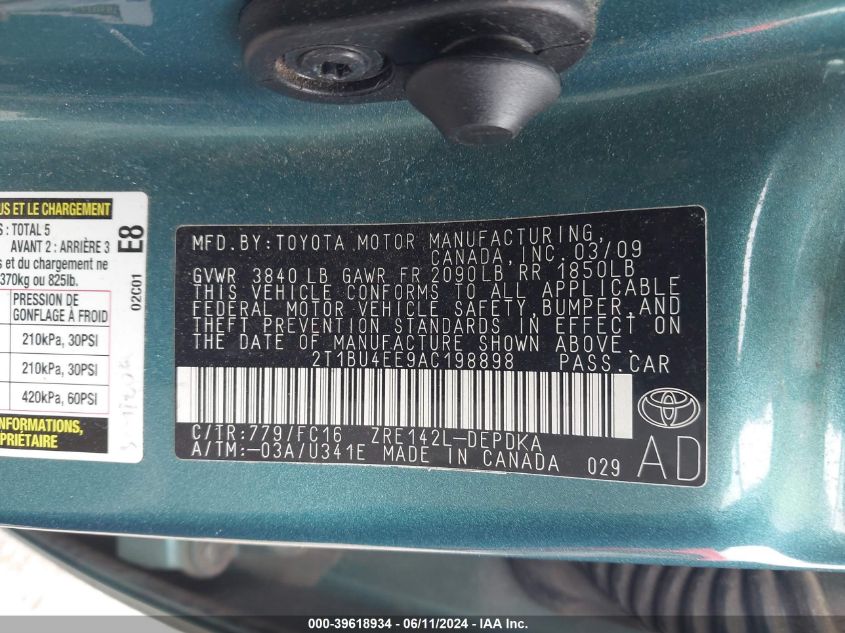 US ET LE CHARGEMENT
S : TOTAL 5
AVANT 2 : ARRIÈRE 3
s et du chargement ne
370kg ou 825lb.
PRESSION DE
GONFLAGE À FROID
210kPa, 30PSI
210kPa, 30PSI
420kPa, 60PSI
INFORMATIONS,
PRIÉTAIRE
E8
02C01
MFD. BY: TOYOTA MOTOR MANUFACTURING,
CANADA, INC. 03/09
GVWR 3840 LB GAWR FR 2090LB RR 1850LB
THIS VEHICLE CONFORMS TO ALL APPLICABLE
FEDERAL MOTOR VEHICLE SAFETY, BUMPER, AND
THEFT PREVENTION STANDARDS IN EFFECT ON
THE DATE OF MANUFACTURE SHOWN ABOVE.
2T1BU4EE9AC198898 PASS. CAR
C/TR: 779/FC16 ZRE142L-DEPDKA
A/TM: -03A/U341E MADE IN CANADA 029
AD
000-39618934 - 06/11/2024 - IAA Inc.